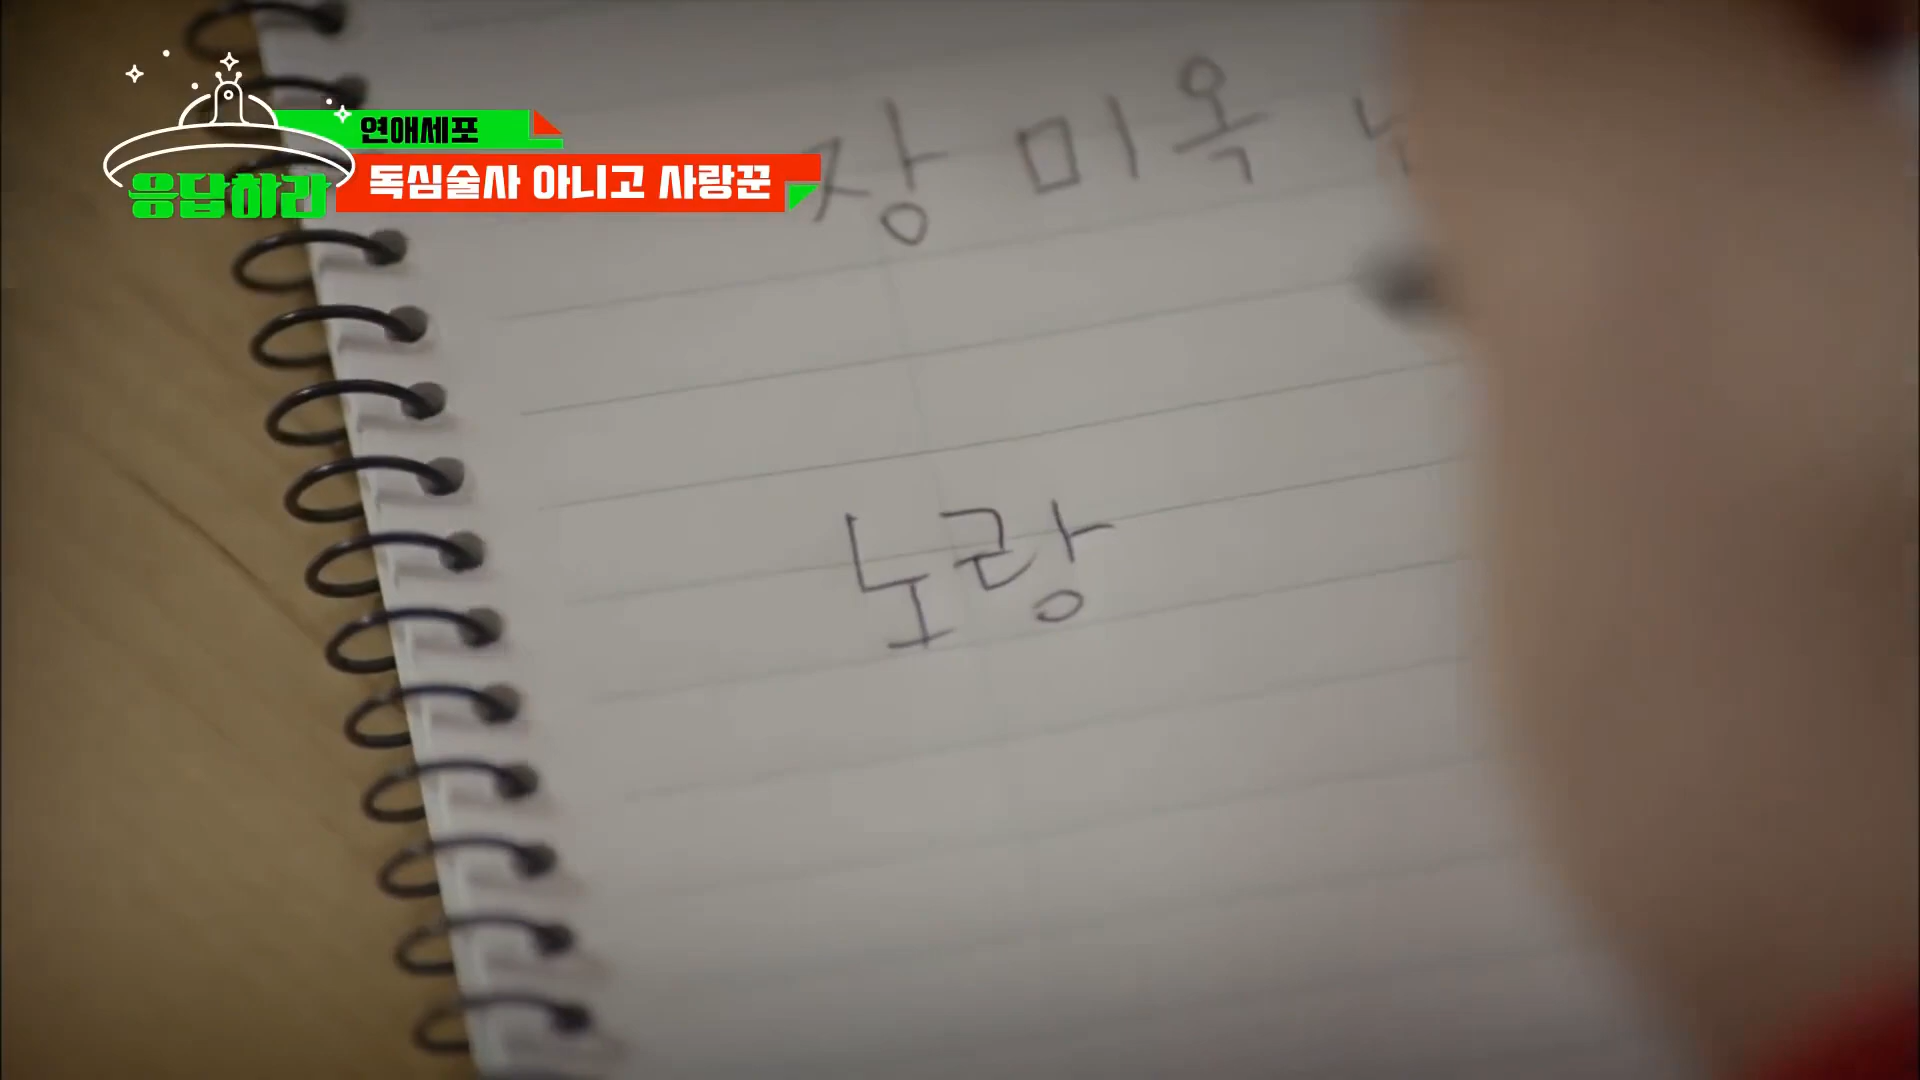 연애세포
응답하라
독심술사 아니고 사랑꾼
장 미옥
노랑